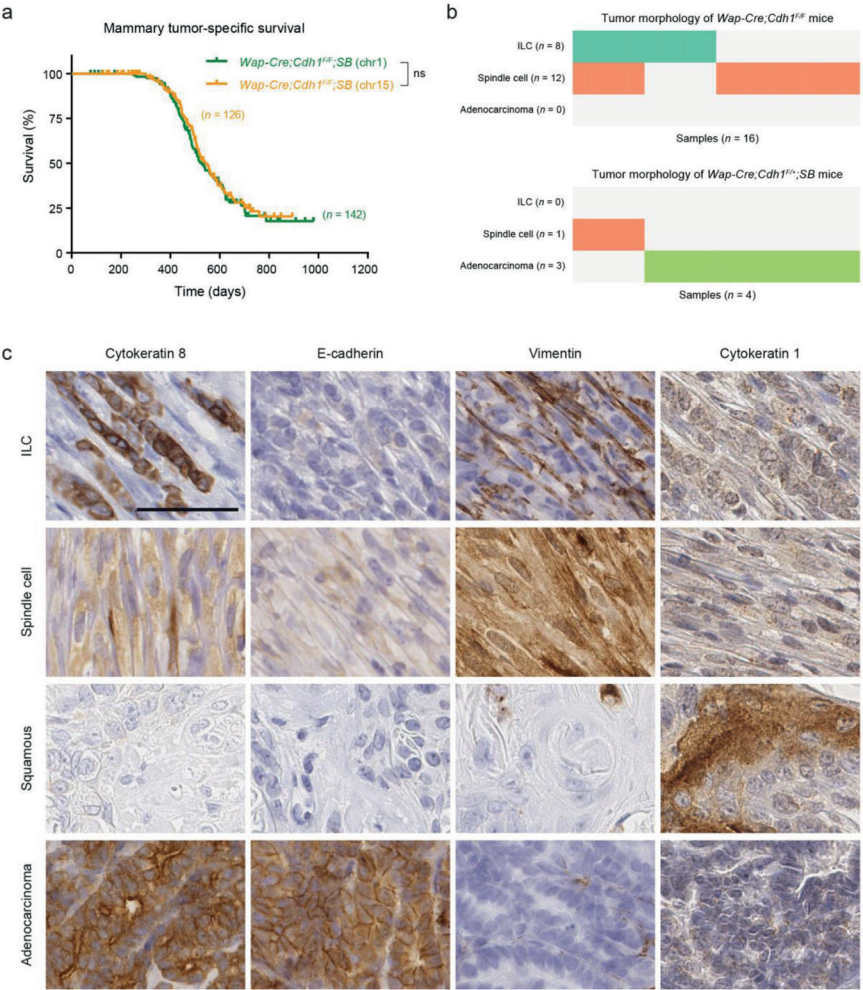 a
Mammary tumor-specific survival
Wap-Cre;Cdh1F/F;SB (chr1)
Wap-Cre;Cdh1F/F;SB (chr15)
ns
(n = 126)
(n = 142)
Survival (%)
100
75
50
25
0
0 200 400 600 800 1000 1200
Time (days)
b
Tumor morphology of Wap-Cre;Cdh1F/F mice
ILC (n = 8)
Spindle cell (n = 12)
Adenocarcinoma (n = 0)
Samples (n = 16)
Tumor morphology of Wap-Cre;Cdh1F/+;SB mice
ILC (n = 0)
Spindle cell (n = 1)
Adenocarcinoma (n = 3)
Samples (n = 4)
c
Cytokeratin 8 E-cadherin Vimentin Cytokeratin 1
ILC
Spindle cell
Squamous
Adenocarcinoma